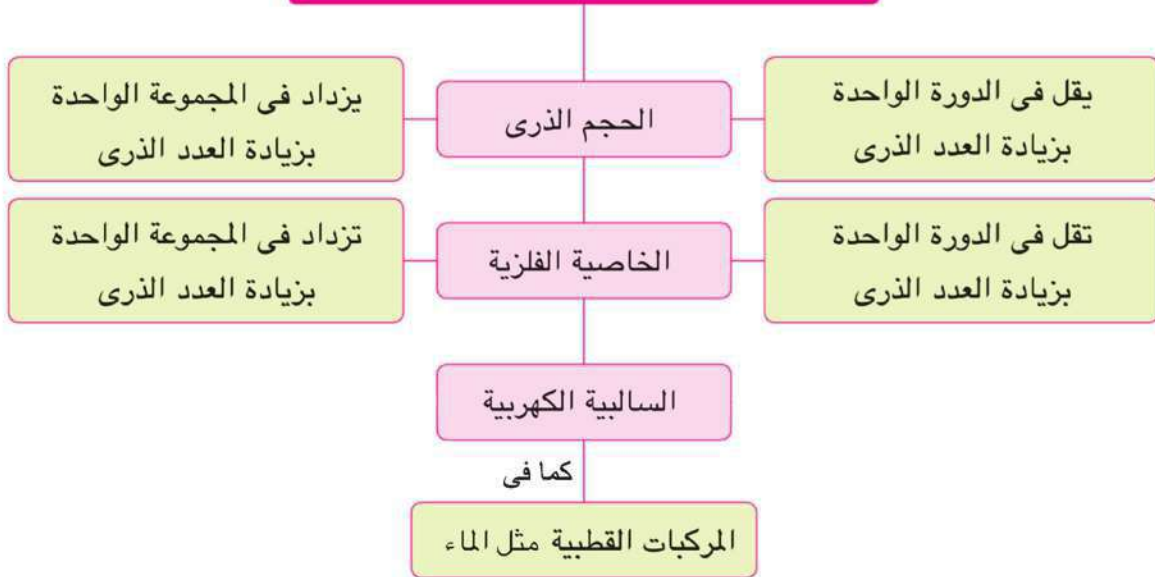 يقل فى الدورة الواحدة
بزيادة العدد الذرى
الحجم الذرى
يزداد فى المجموعة الواحدة
بزيادة العدد الذرى
تقل فى الدورة الواحدة
بزيادة العدد الذرى
الخاصية الفلزية
تزداد فى المجموعة الواحدة
بزيادة العدد الذرى
السالبية الكهربية
كما فى
المركبات القطبية مثل الماء